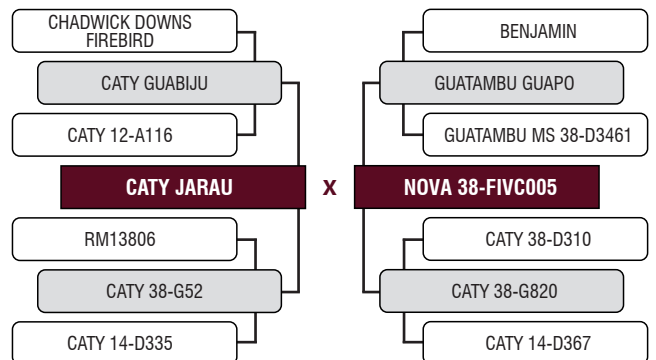 CHADWICK DOWNS
FIREBIRD
CATY GUABIJU
CATY 12-A116
CATY JARAU
RM13806
CATY 38-G52
CATY 14-D335
X
BENJAMIN
GUATAMBU GUAPO
GUATAMBU MS 38-D3461
NOVA 38-FIVC005
CATY 38-D310
CATY 38-G820
CATY 14-D367